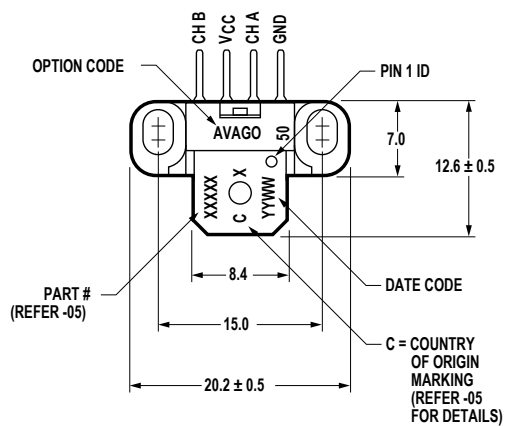 CH B
VCC
CH A
GND
OPTION CODE
PIN 1 ID
AVAGO
50
7.0
12.6 ± 0.5
XXXXX
X
C
YYWW
8.4
PART #
(REFER -05)
DATE CODE
15.0
C = COUNTRY
OF ORIGIN
MARKING
(REFER -05
FOR DETAILS)
20.2 ± 0.5